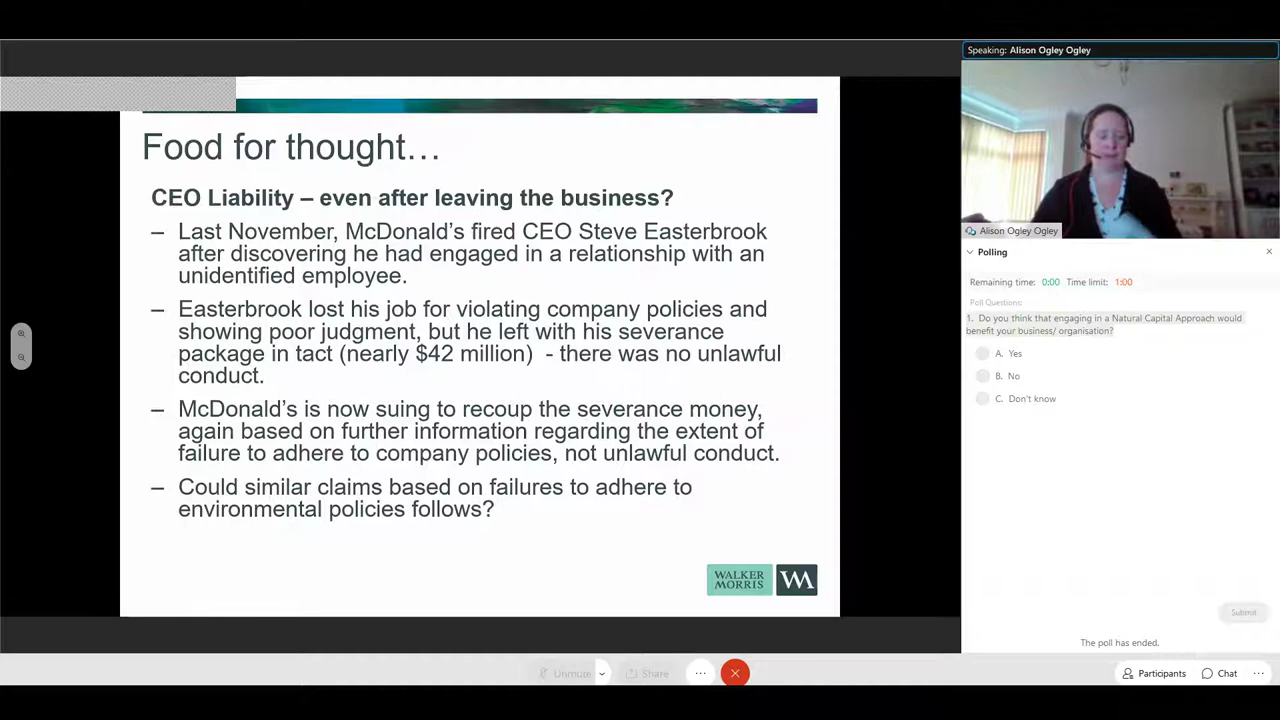 Speaking: Alison Ogley Ogley
Food for thought…
CEO Liability – even after leaving the business?
– Last November, McDonald's fired CEO Steve Easterbrook
after discovering he had engaged in a relationship with an
unidentified employee.
– Easterbrook lost his job for violating company policies and
showing poor judgment, but he left with his severance
package in tact (nearly $42 million)  - there was no unlawful
conduct.
– McDonald's is now suing to recoup the severance money,
again based on further information regarding the extent of
failure to adhere to company policies, not unlawful conduct.
– Could similar claims based on failures to adhere to
environmental policies follows?
WALKER
MORRIS
WM
Alison Ogley Ogley
Polling
Remaining time: 0:00 Time limit: 1:00
Poll Questions:
1. Do you think that engaging in a Natural Capital Approach would
benefit your business/ organisation?
A. Yes
B. No
C. Don't know
Submit
The poll has ended.
Unmute
Share
Participants
Chat